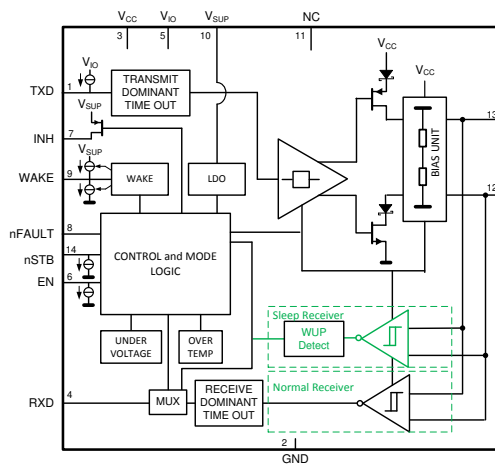 VCC
3
VIO
5
VSUP
10
NC
11
TXD
1
VIO
TRANSMIT
DOMINANT
TIME OUT
VCC
VCC
VSUP
INH
7
BIAS UNIT
13
VSUP
WAKE
9
WAKE
LDO
12
nFAULT
8
CONTROL and MODE
LOGIC
nSTB
14
EN
6
Sleep Receiver
WUP
Detect
UNDER
VOLTAGE
OVER
TEMP
Normal Receiver
RXD
4
MUX
RECEIVE
DOMINANT
TIME OUT
2
GND